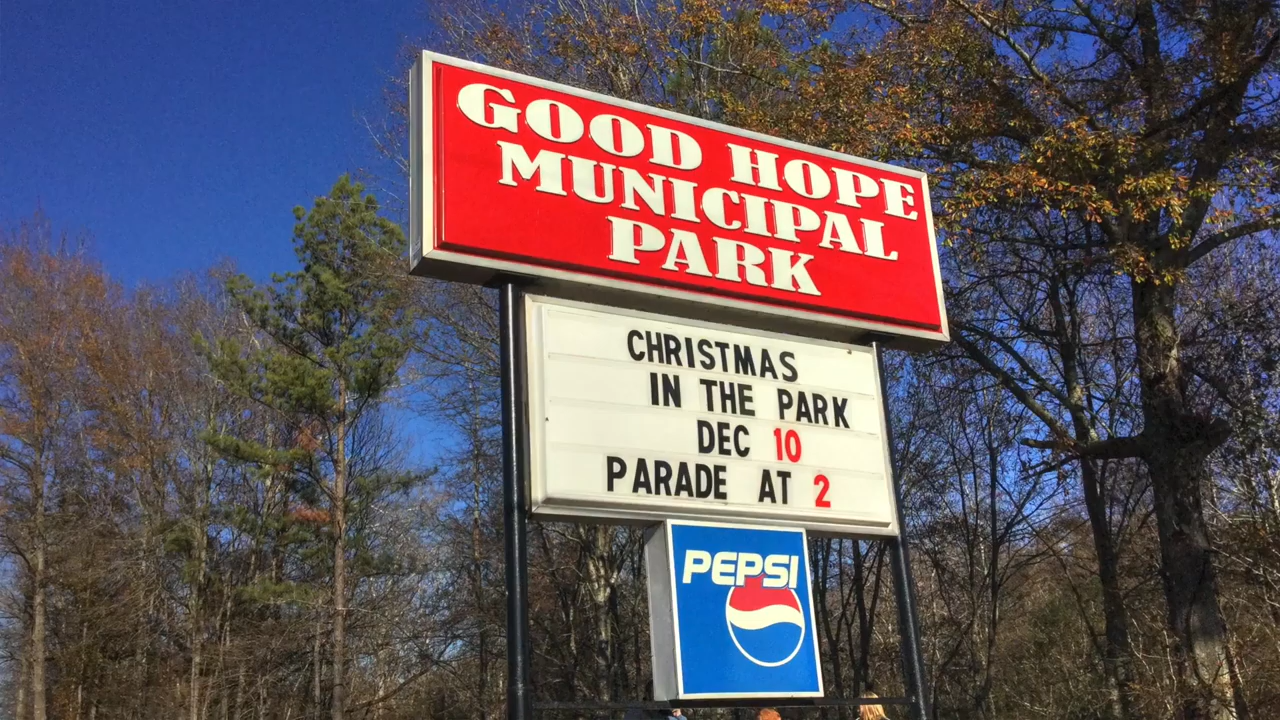 GOOD HOPE
MUNICIPAL
PARK
CHRISTMAS
IN THE PARK
DEC 10
PARADE AT 2
PEPSI